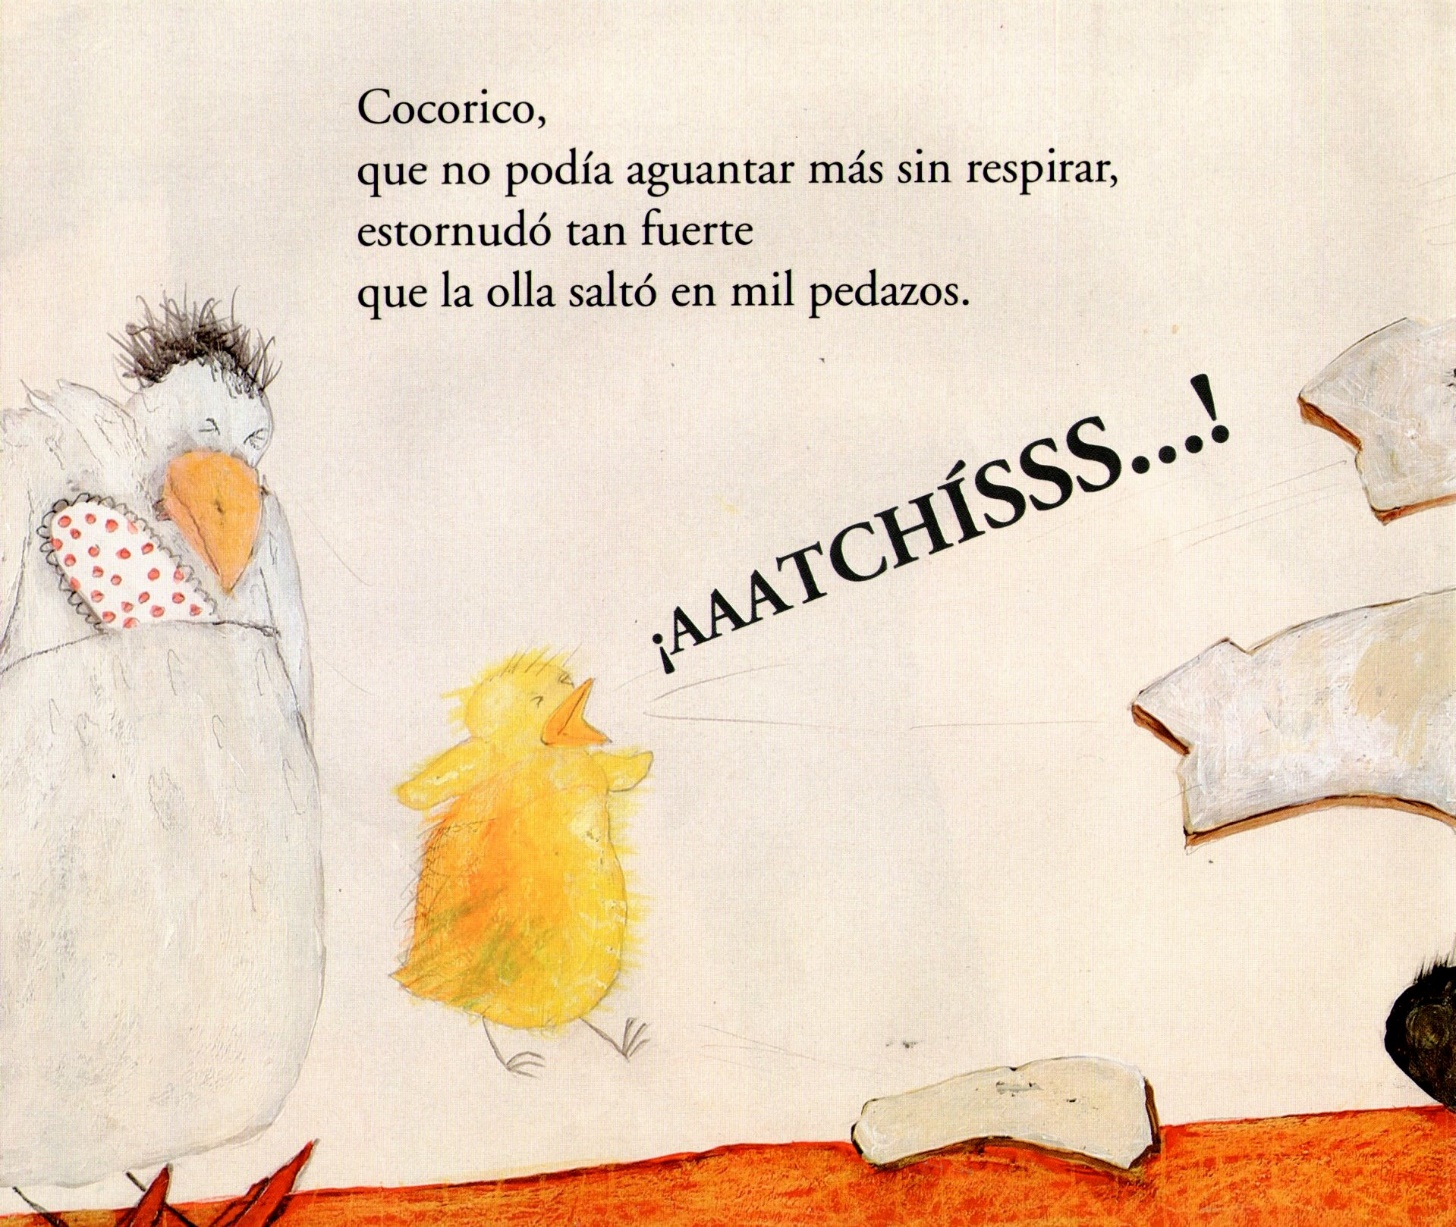 Cocorico,
que no podía aguantar más sin respirar,
estornudó tan fuerte
que la olla saltó en mil pedazos.
¡AAATCHÍSSS...!